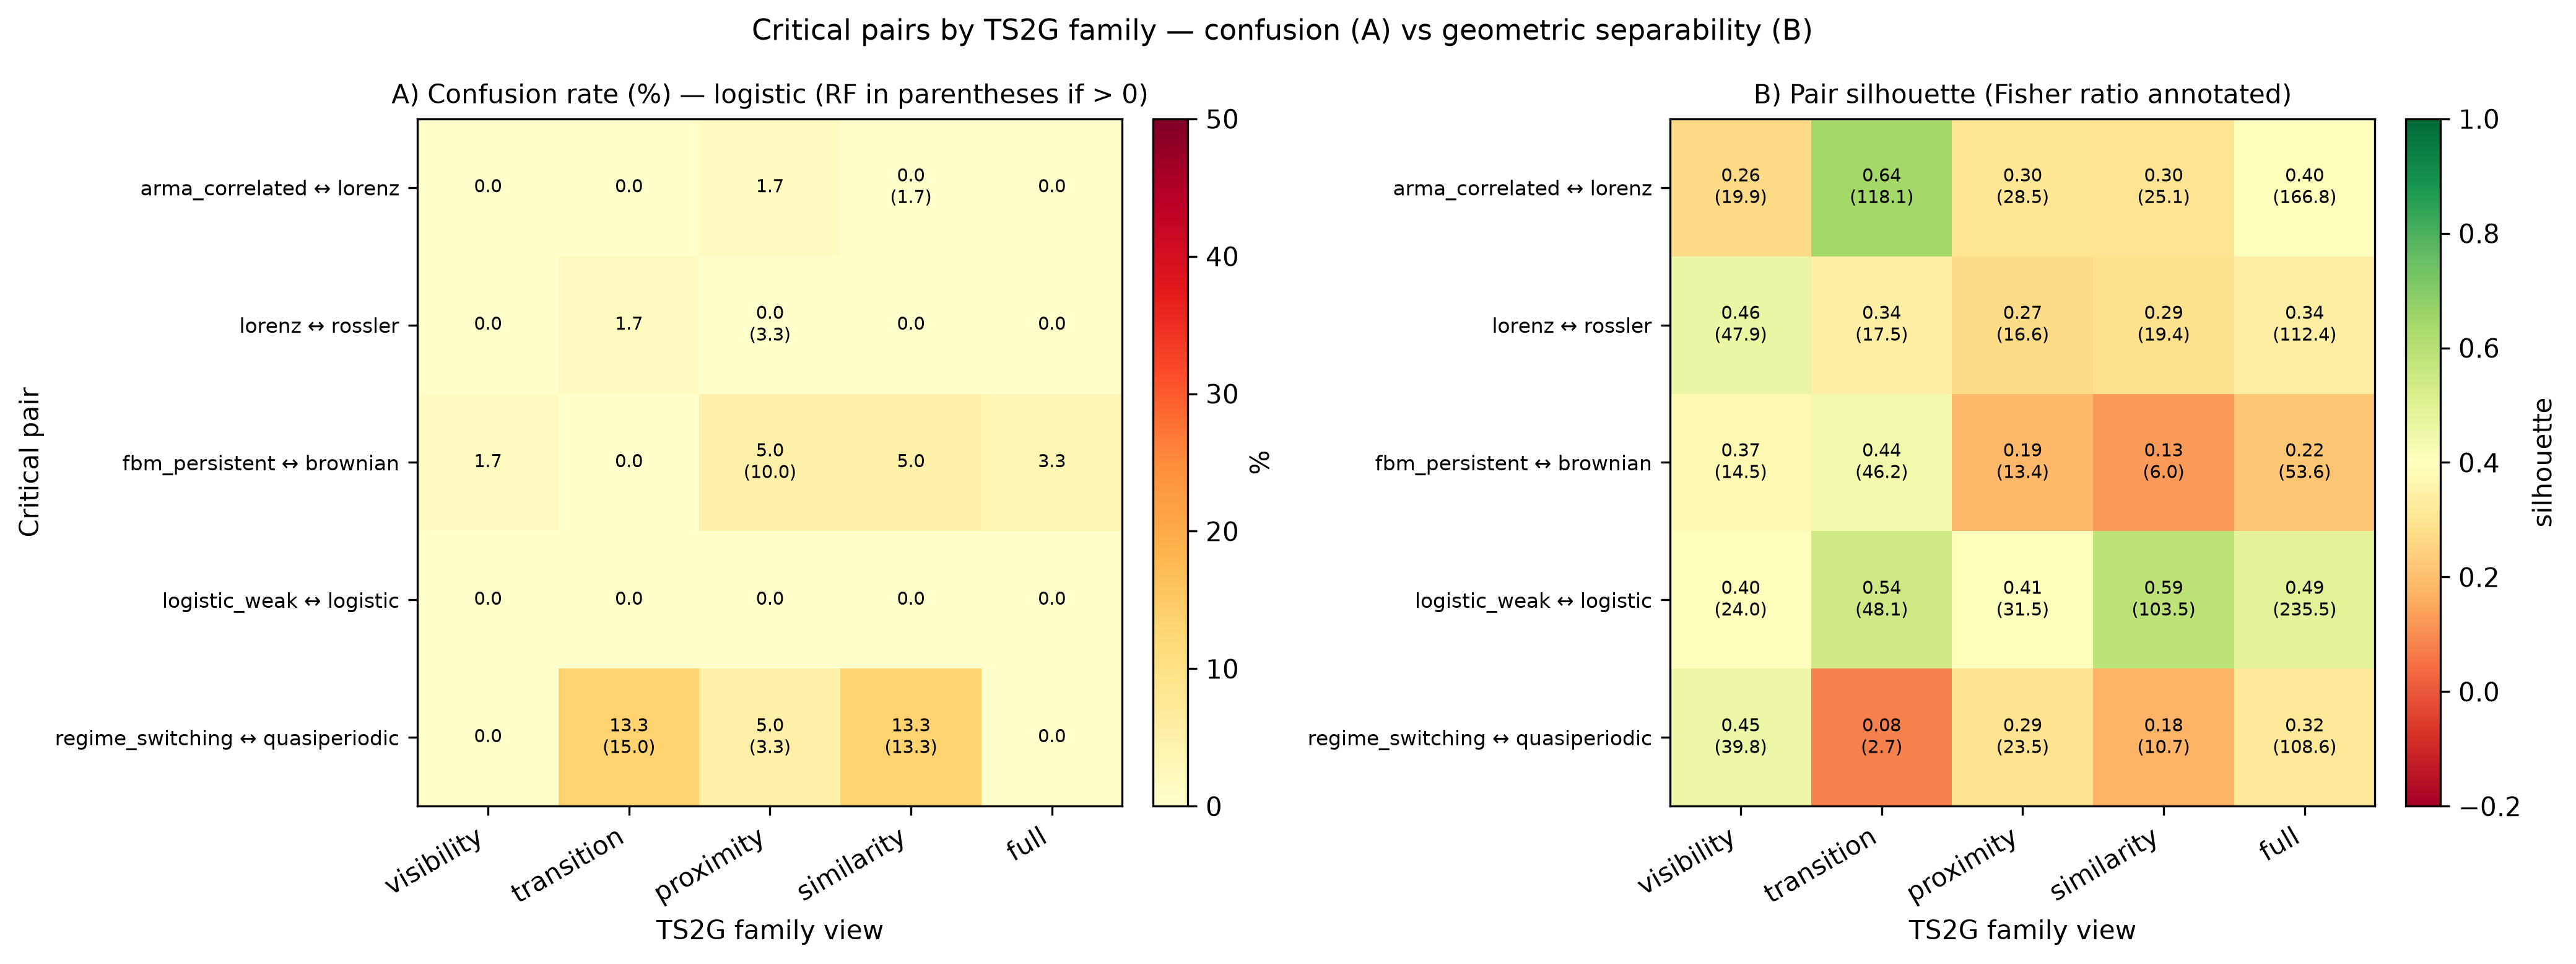 Critical pairs by TS2G family — confusion (A) vs geometric separability (B)
A) Confusion rate (%) — logistic (RF in parentheses if > 0)
Critical pair
arma_correlated ↔ lorenz
0.0 0.0 1.7 0.0 0.0
(1.7)
lorenz ↔ rossler
0.0 1.7 0.0 0.0 0.0
(3.3)
fbm_persistent ↔ brownian
1.7 0.0 5.0 5.0 3.3
(10.0)
logistic_weak ↔ logistic
0.0 0.0 0.0 0.0 0.0
regime_switching ↔ quasiperiodic
0.0 13.3 5.0 13.3 0.0
(15.0) (3.3) (13.3)
visibility transition proximity similarity full
TS2G family view
50
40
30
20
10
0
%
B) Pair silhouette (Fisher ratio annotated)
arma_correlated ↔ lorenz
0.26 0.64 0.30 0.30 0.40
(19.9) (118.1) (28.5) (25.1) (166.8)
lorenz ↔ rossler
0.46 0.34 0.27 0.29 0.34
(47.9) (17.5) (16.6) (19.4) (112.4)
fbm_persistent ↔ brownian
0.37 0.44 0.19 0.13 0.22
(14.5) (46.2) (13.4) (6.0) (53.6)
logistic_weak ↔ logistic
0.40 0.54 0.41 0.59 0.49
(24.0) (48.1) (31.5) (103.5) (235.5)
regime_switching ↔ quasiperiodic
0.45 0.08 0.29 0.18 0.32
(39.8) (2.7) (23.5) (10.7) (108.6)
visibility transition proximity similarity full
TS2G family view
1.0
0.8
0.6
0.4
0.2
0.0
−0.2
silhouette